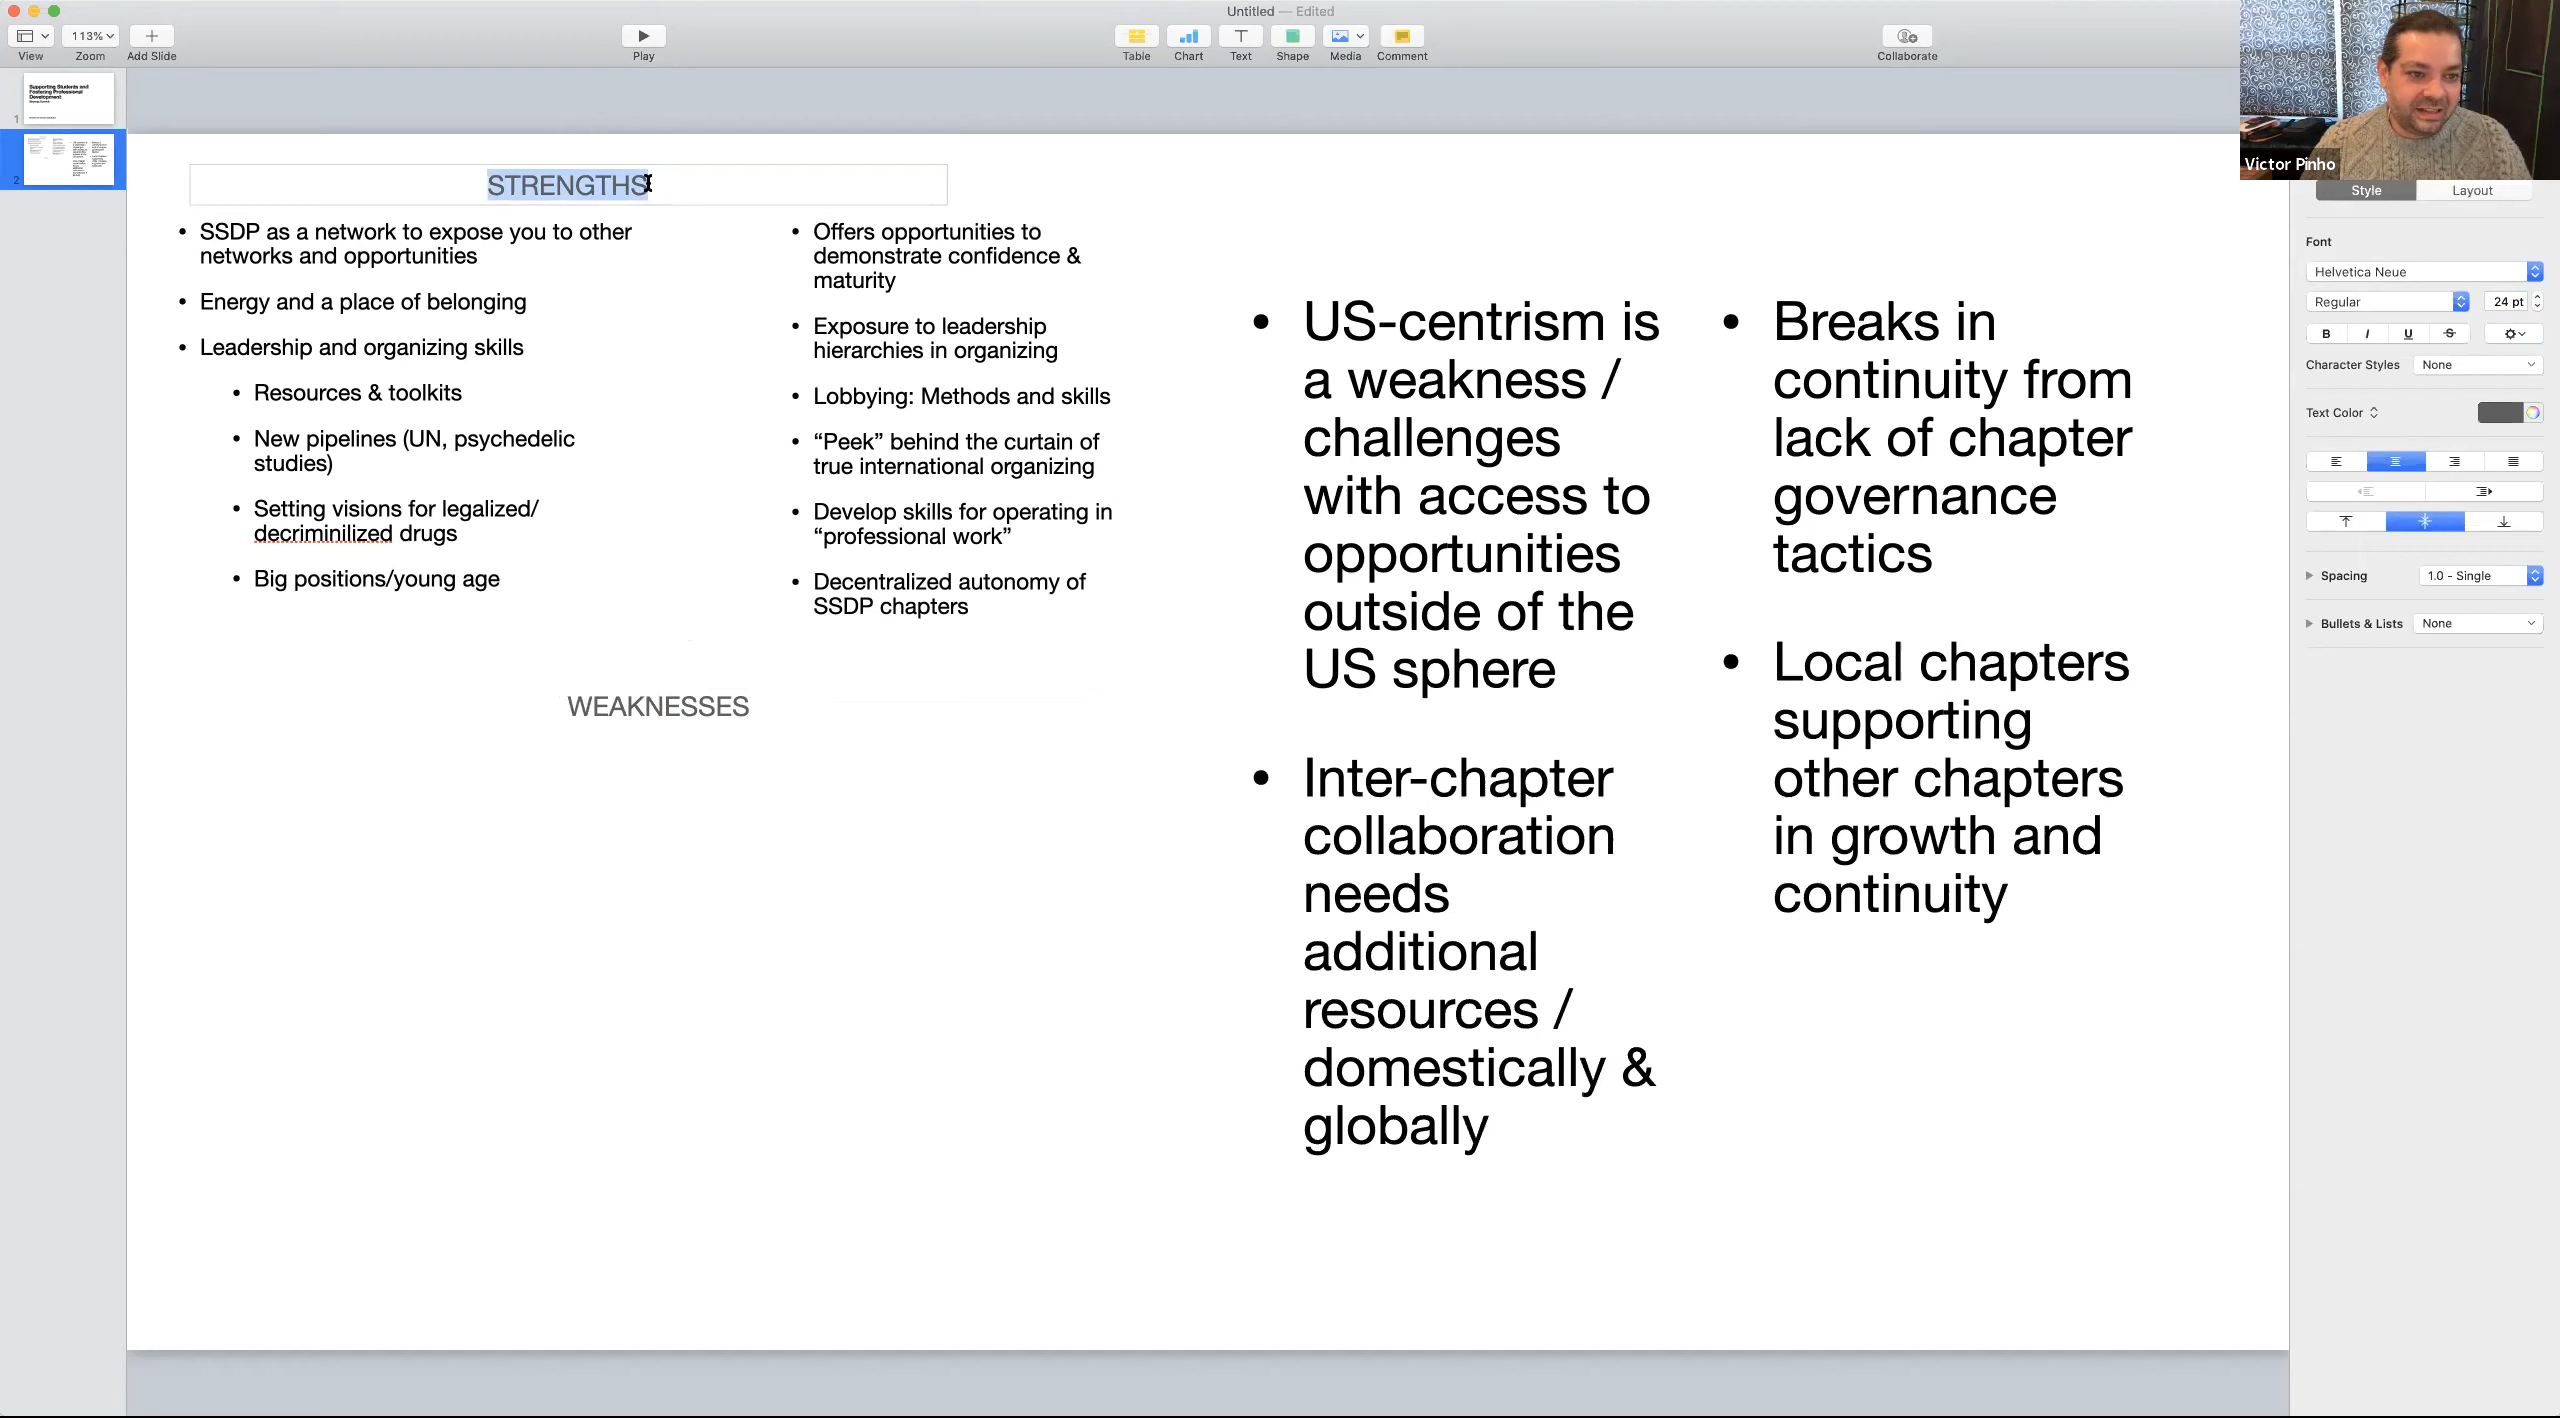 Untitled — Edited
113%
View
Zoom
Add Slide
Play
Table
Chart
Text
Shape
Media
Comment
Collaborate
Victor Pinho
1
Supporting Students and
Fostering Professional
Development
2
STRENGTHS
• SSDP as a network to expose you to other
networks and opportunities
• Energy and a place of belonging
• Leadership and organizing skills
• Resources & toolkits
• New pipelines (UN, psychedelic
studies)
• Setting visions for legalized/
decriminilized drugs
• Big positions/young age
• Offers opportunities to
demonstrate confidence &
maturity
• Exposure to leadership
hierarchies in organizing
• Lobbying: Methods and skills
• “Peek” behind the curtain of
true international organizing
• Develop skills for operating in
“professional work”
• Decentralized autonomy of
SSDP chapters
WEAKNESSES
• US-centrism is
a weakness /
challenges
with access to
opportunities
outside of the
US sphere
• Inter-chapter
collaboration
needs
additional
resources /
domestically &
globally
• Breaks in
continuity from
lack of chapter
governance
tactics
• Local chapters
supporting
other chapters
in growth and
continuity
Style
Layout
Font
Helvetica Neue
Regular
24 pt
B I U S
Character Styles
None
Text Color
Spacing
1.0 - Single
Bullets & Lists
None